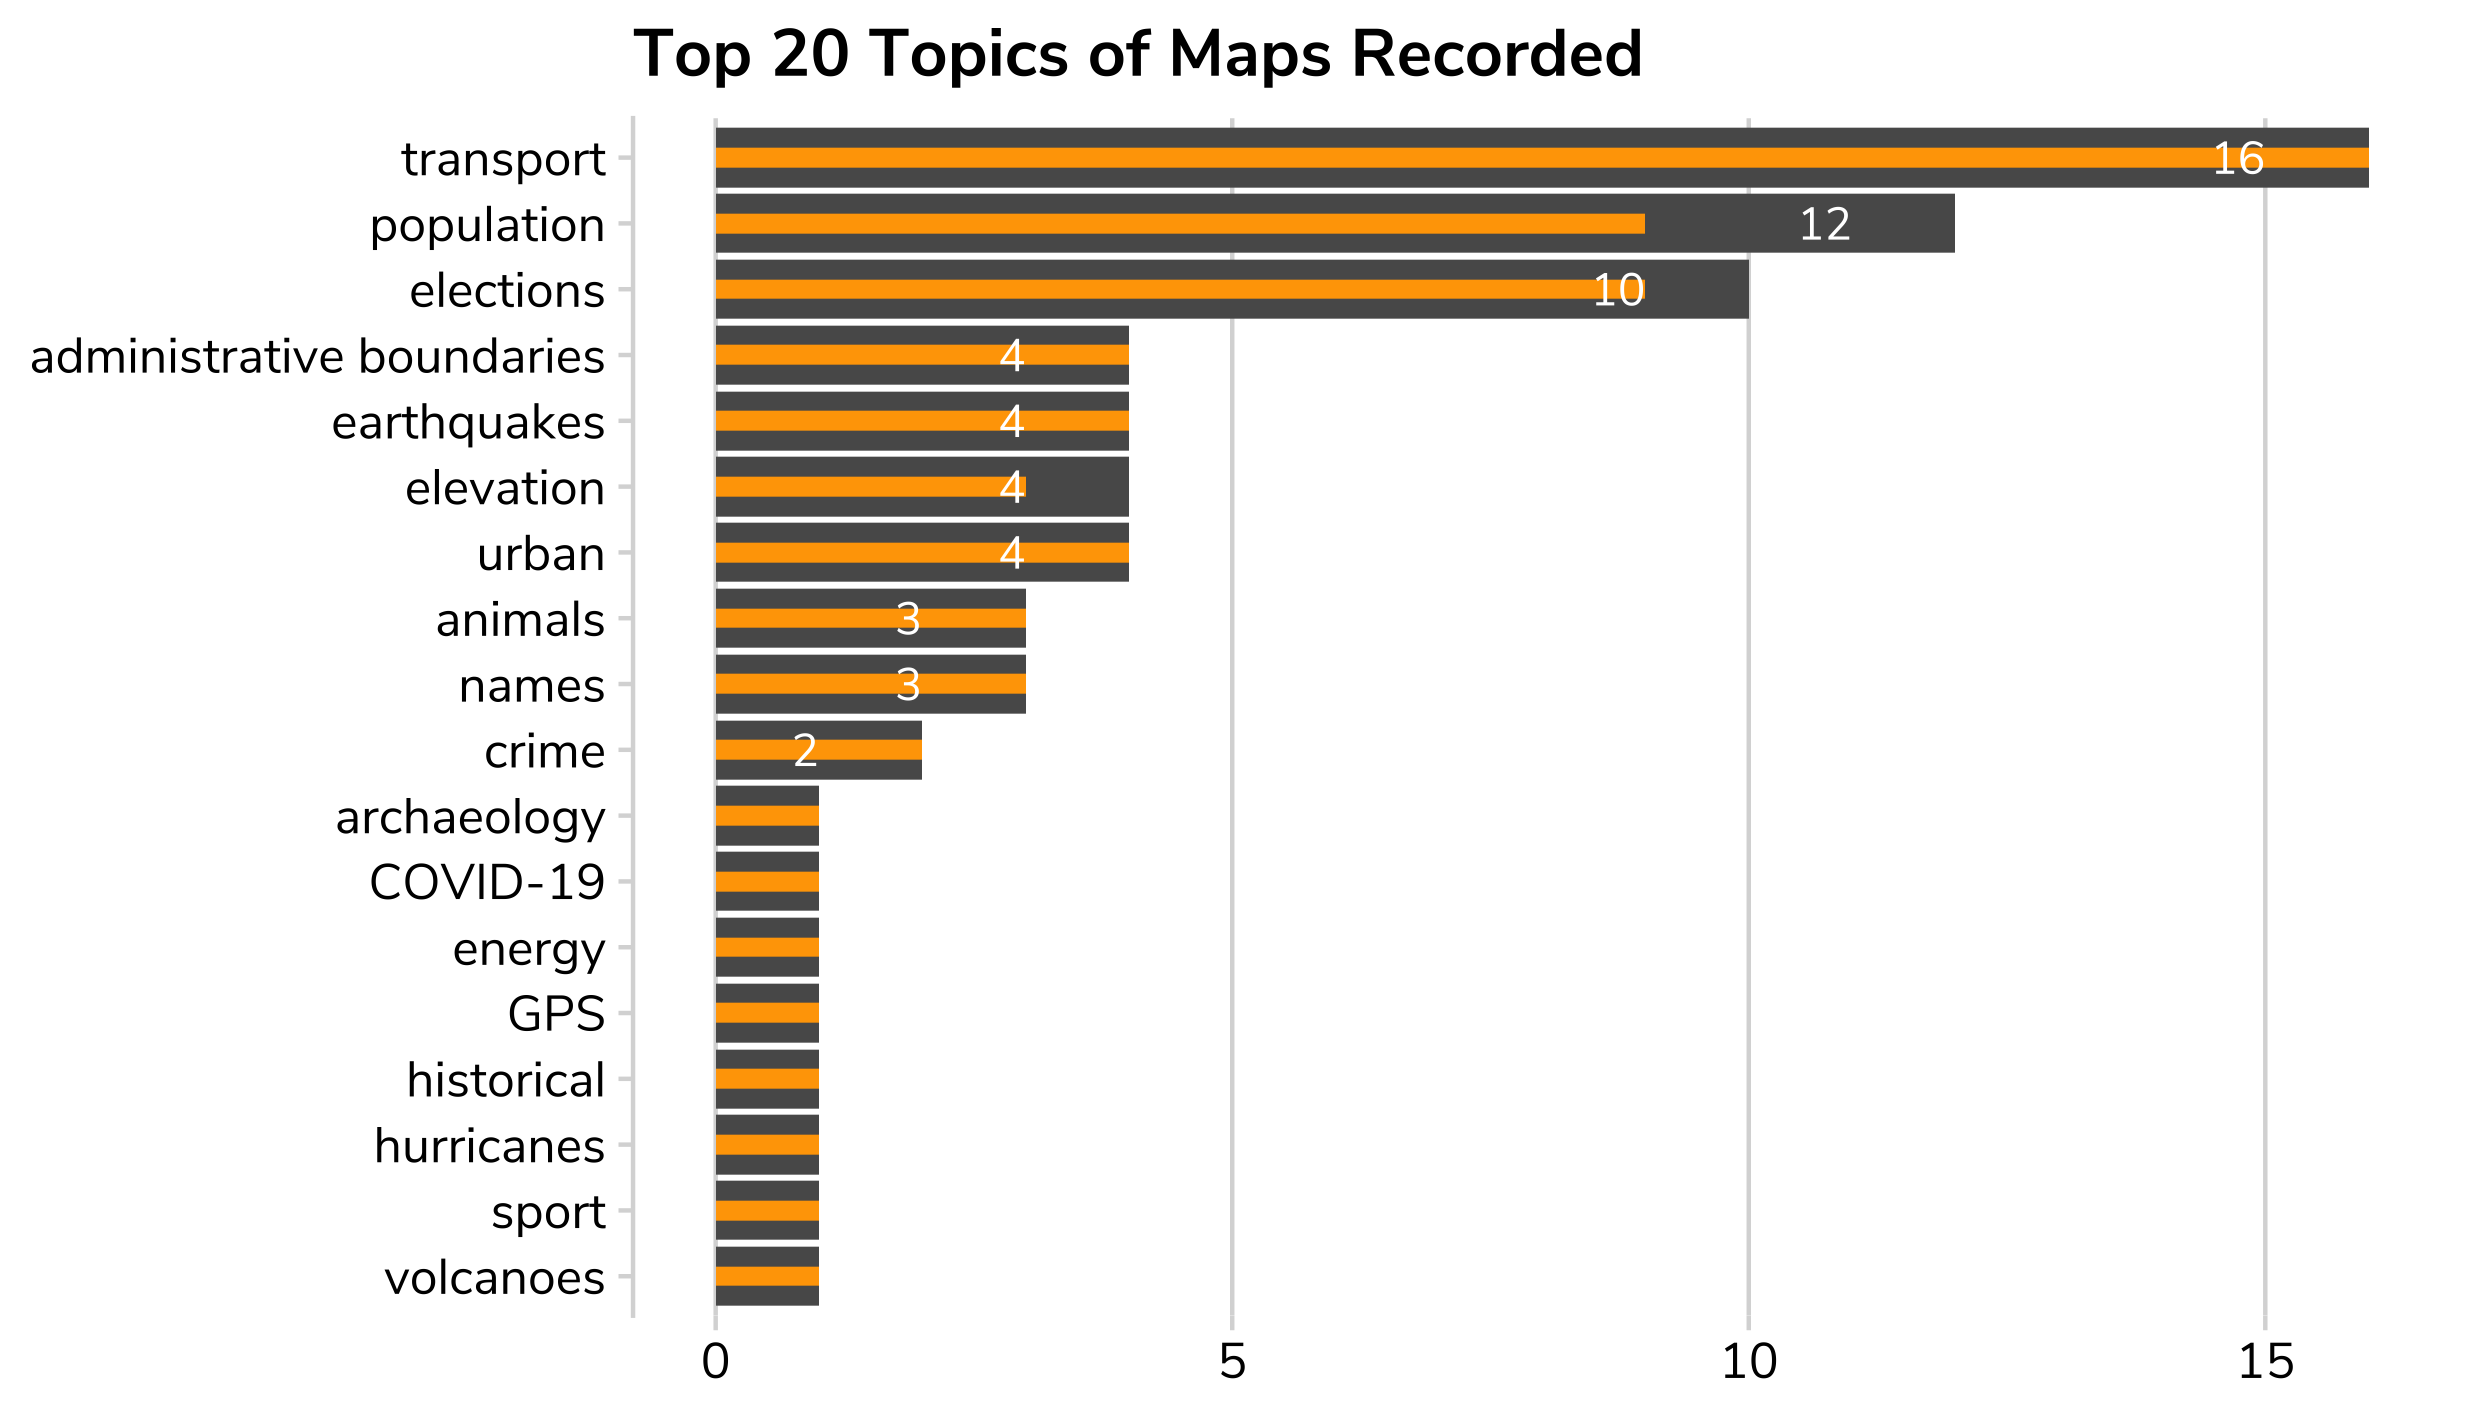 Top 20 Topics of Maps Recorded
transport 16
population 12
elections 10
administrative boundaries 4
earthquakes 4
elevation 4
urban 4
animals 3
names 3
crime 2
archaeology
COVID-19
energy
GPS
historical
hurricanes
sport
volcanoes
0 5 10 15